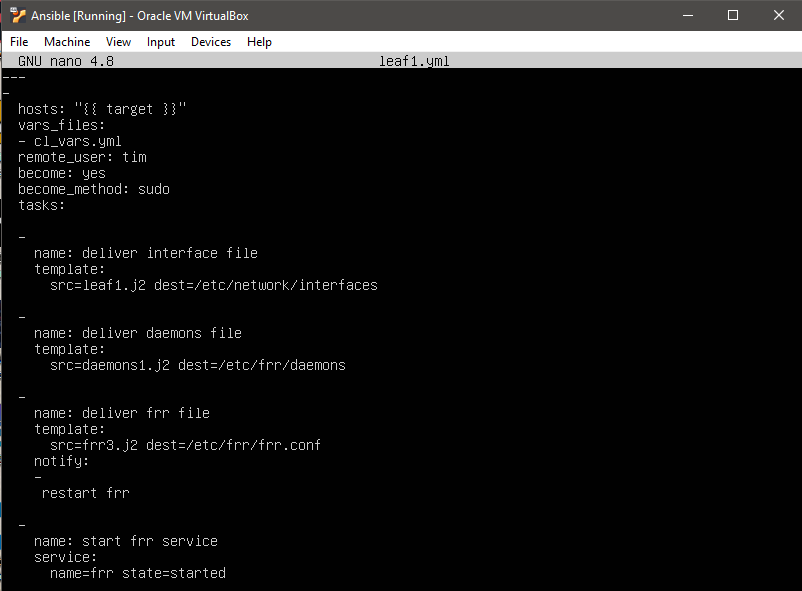 Ansible [Running] - Oracle VM VirtualBox
File Machine View Input Devices Help
GNU nano 4.8 leaf1.yml
---
-
hosts: "{{ target }}"
vars_files:
- cl_vars.yml
remote_user: tim
become: yes
become_method: sudo
tasks:
-
name: deliver interface file
template:
src=leaf1.j2 dest=/etc/network/interfaces
-
name: deliver daemons file
template:
src=daemons1.j2 dest=/etc/frr/daemons
-
name: deliver frr file
template:
src=frr3.j2 dest=/etc/frr/frr.conf
notify:
-
restart frr
-
name: start frr service
service:
name=frr state=started